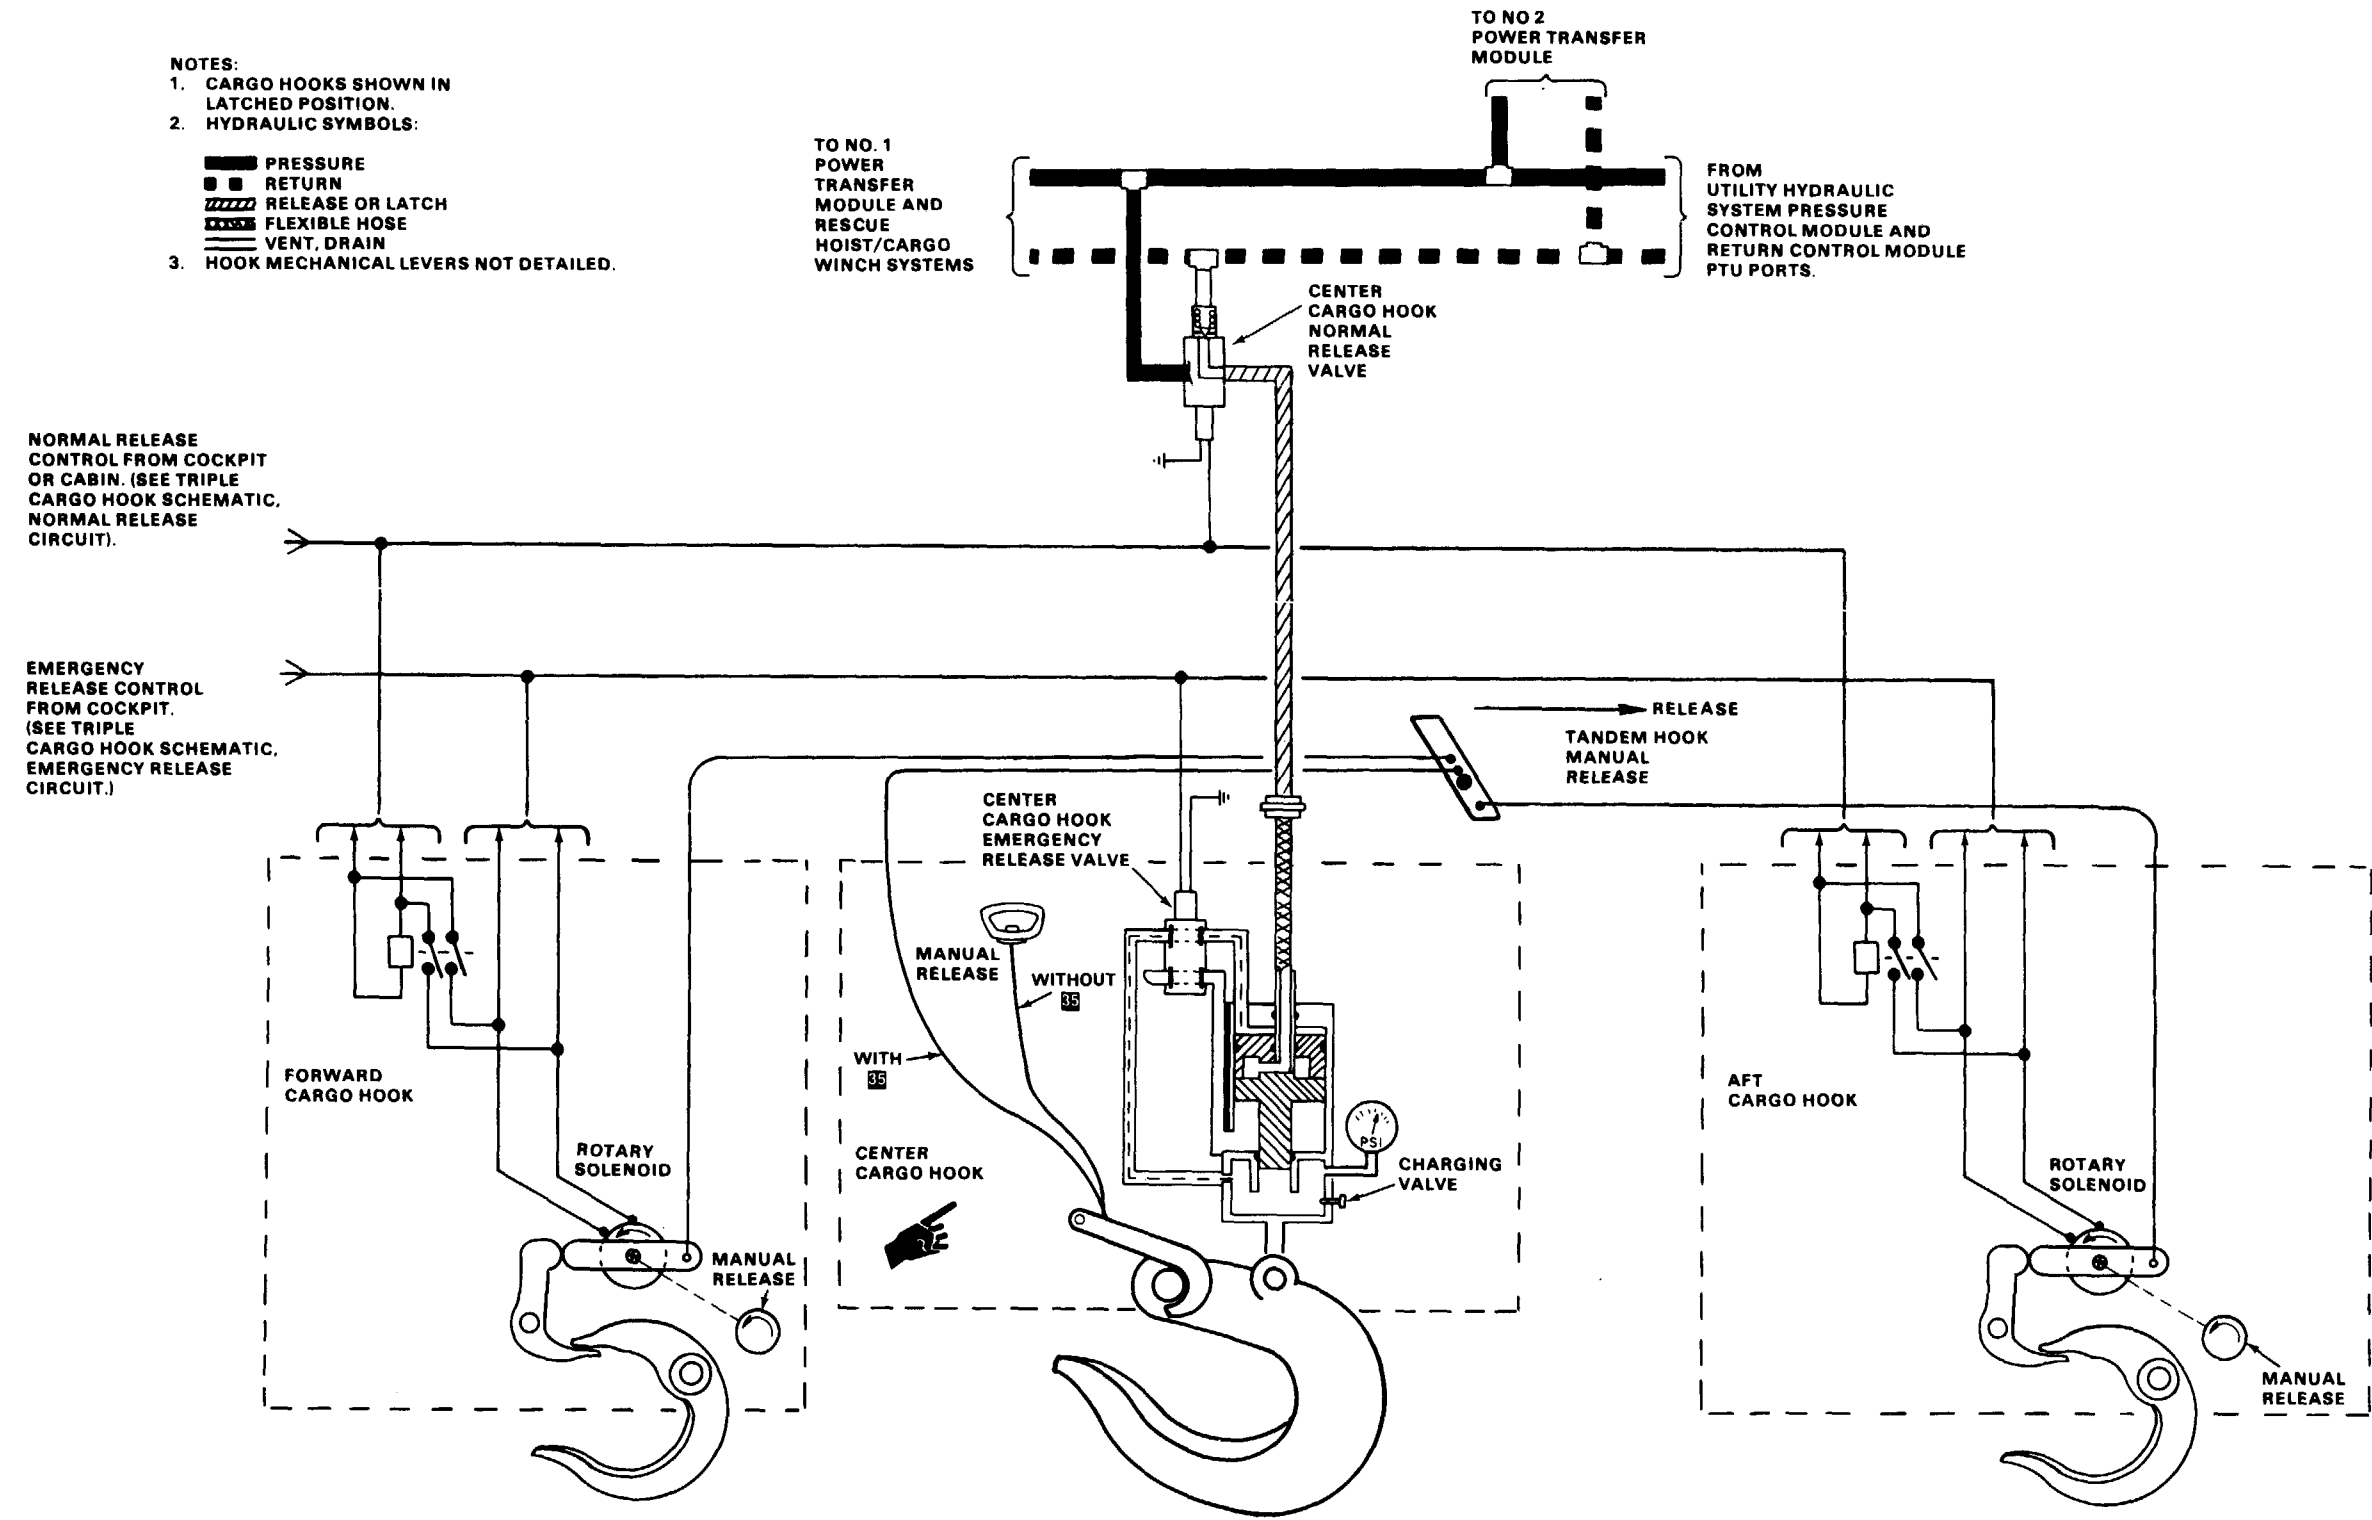 TO NO 2
POWER TRANSFER
MODULE
NOTES:
1. CARGO HOOKS SHOWN IN
LATCHED POSITION.
2. HYDRAULIC SYMBOLS:
PRESSURE
RETURN
RELEASE OR LATCH
FLEXIBLE HOSE
VENT, DRAIN
3. HOOK MECHANICAL LEVERS NOT DETAILED.
TO NO. 1
POWER
TRANSFER
MODULE AND
RESCUE
HOIST/CARGO
WINCH SYSTEMS
FROM
UTILITY HYDRAULIC
SYSTEM PRESSURE
CONTROL MODULE AND
RETURN CONTROL MODULE
PTU PORTS.
CENTER
CARGO HOOK
NORMAL
RELEASE
VALVE
NORMAL RELEASE
CONTROL FROM COCKPIT
OR CABIN. (SEE TRIPLE
CARGO HOOK SCHEMATIC,
NORMAL RELEASE
CIRCUIT).
EMERGENCY
RELEASE CONTROL
FROM COCKPIT.
(SEE TRIPLE
CARGO HOOK SCHEMATIC,
EMERGENCY RELEASE
CIRCUIT.)
RELEASE
TANDEM HOOK
MANUAL
RELEASE
CENTER
CARGO HOOK
EMERGENCY
RELEASE VALVE
MANUAL
RELEASE
WITHOUT
35
WITH
35
FORWARD
CARGO HOOK
ROTARY
SOLENOID
MANUAL
RELEASE
CENTER
CARGO HOOK
PSI
CHARGING
VALVE
AFT
CARGO HOOK
ROTARY
SOLENOID
MANUAL
RELEASE